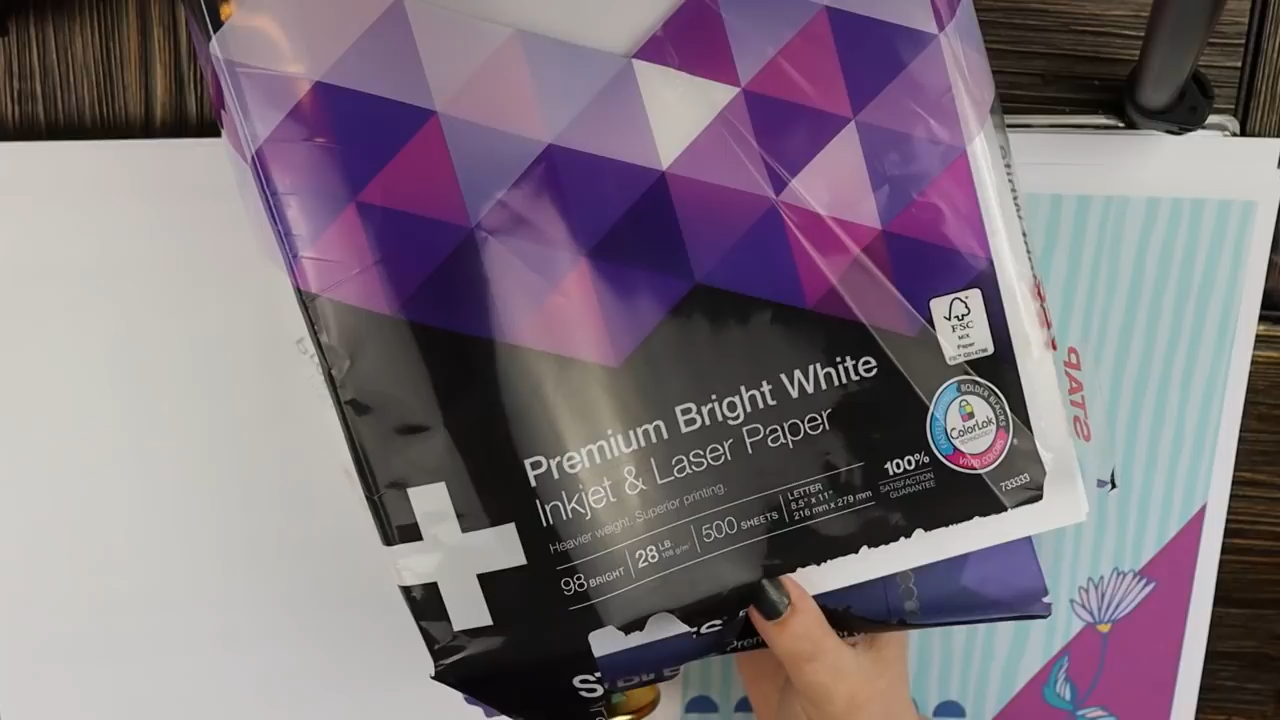 Premium Bright White
Inkjet & Laser Paper
Heavier weight. Superior printing.
98 BRIGHT
28 LB.
500 SHEETS
LETTER
8.5" x 11"
216 mm x 279 mm
100%
SATISFACTION
GUARANTEE
FSC
MIX
Paper
BOLDER BLACKS
ColorLok
TECHNOLOGY
VIVID COLORS
733333